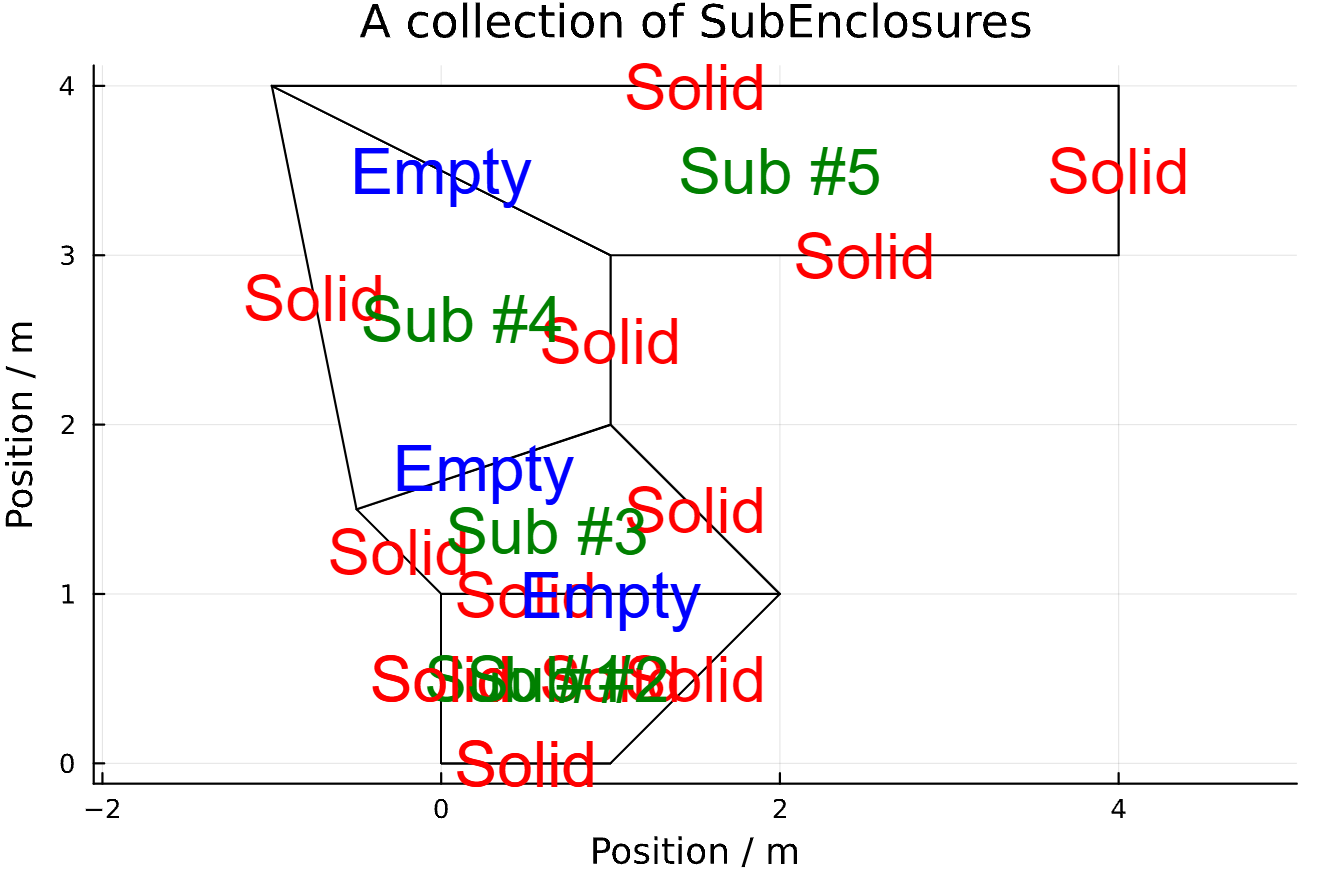 A collection of SubEnclosures
4
Solid
Empty
Sub #5
Solid
3
Solid
Solid
Sub #4
Solid
Position / m
2
Empty
Solid
Sub #3
Solid
1
Solid
Empty
Solid
Sub #1
Sub #2
Solid
Solid
0
Solid
−2
0
2
4
Position / m